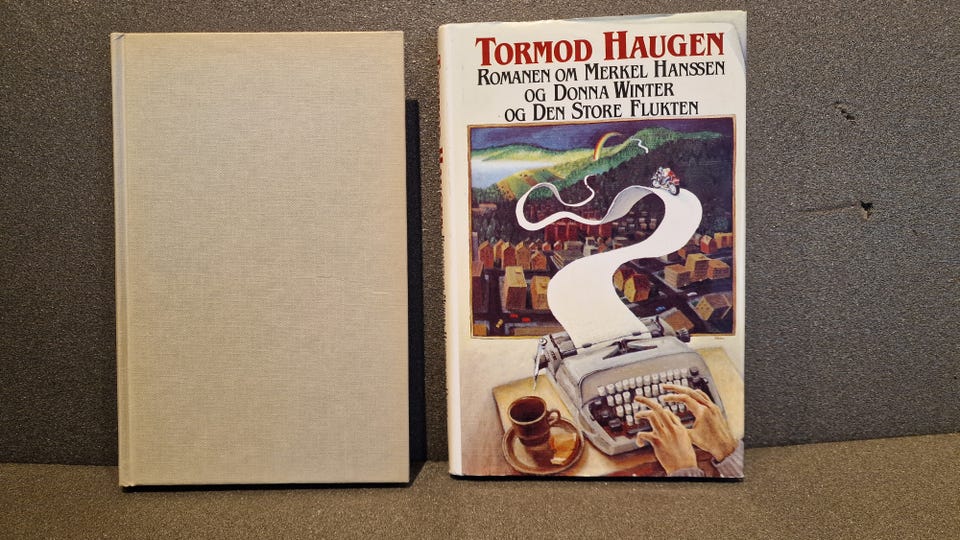 TORMOD HAUGEN
ROMANEN OM MERKEL HANSSEN
OG DONNA WINTER
OG DEN STORE FLUKTEN